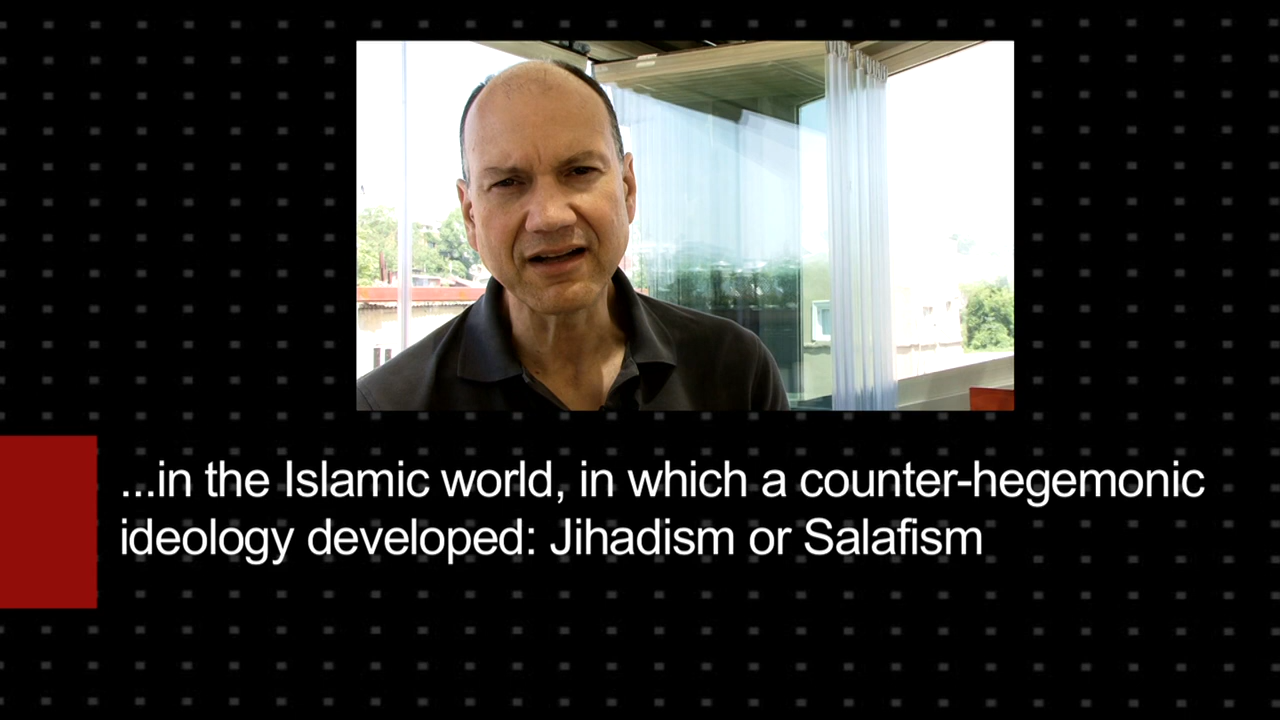 ...in the Islamic world, in which a counter-hegemonic
ideology developed: Jihadism or Salafism